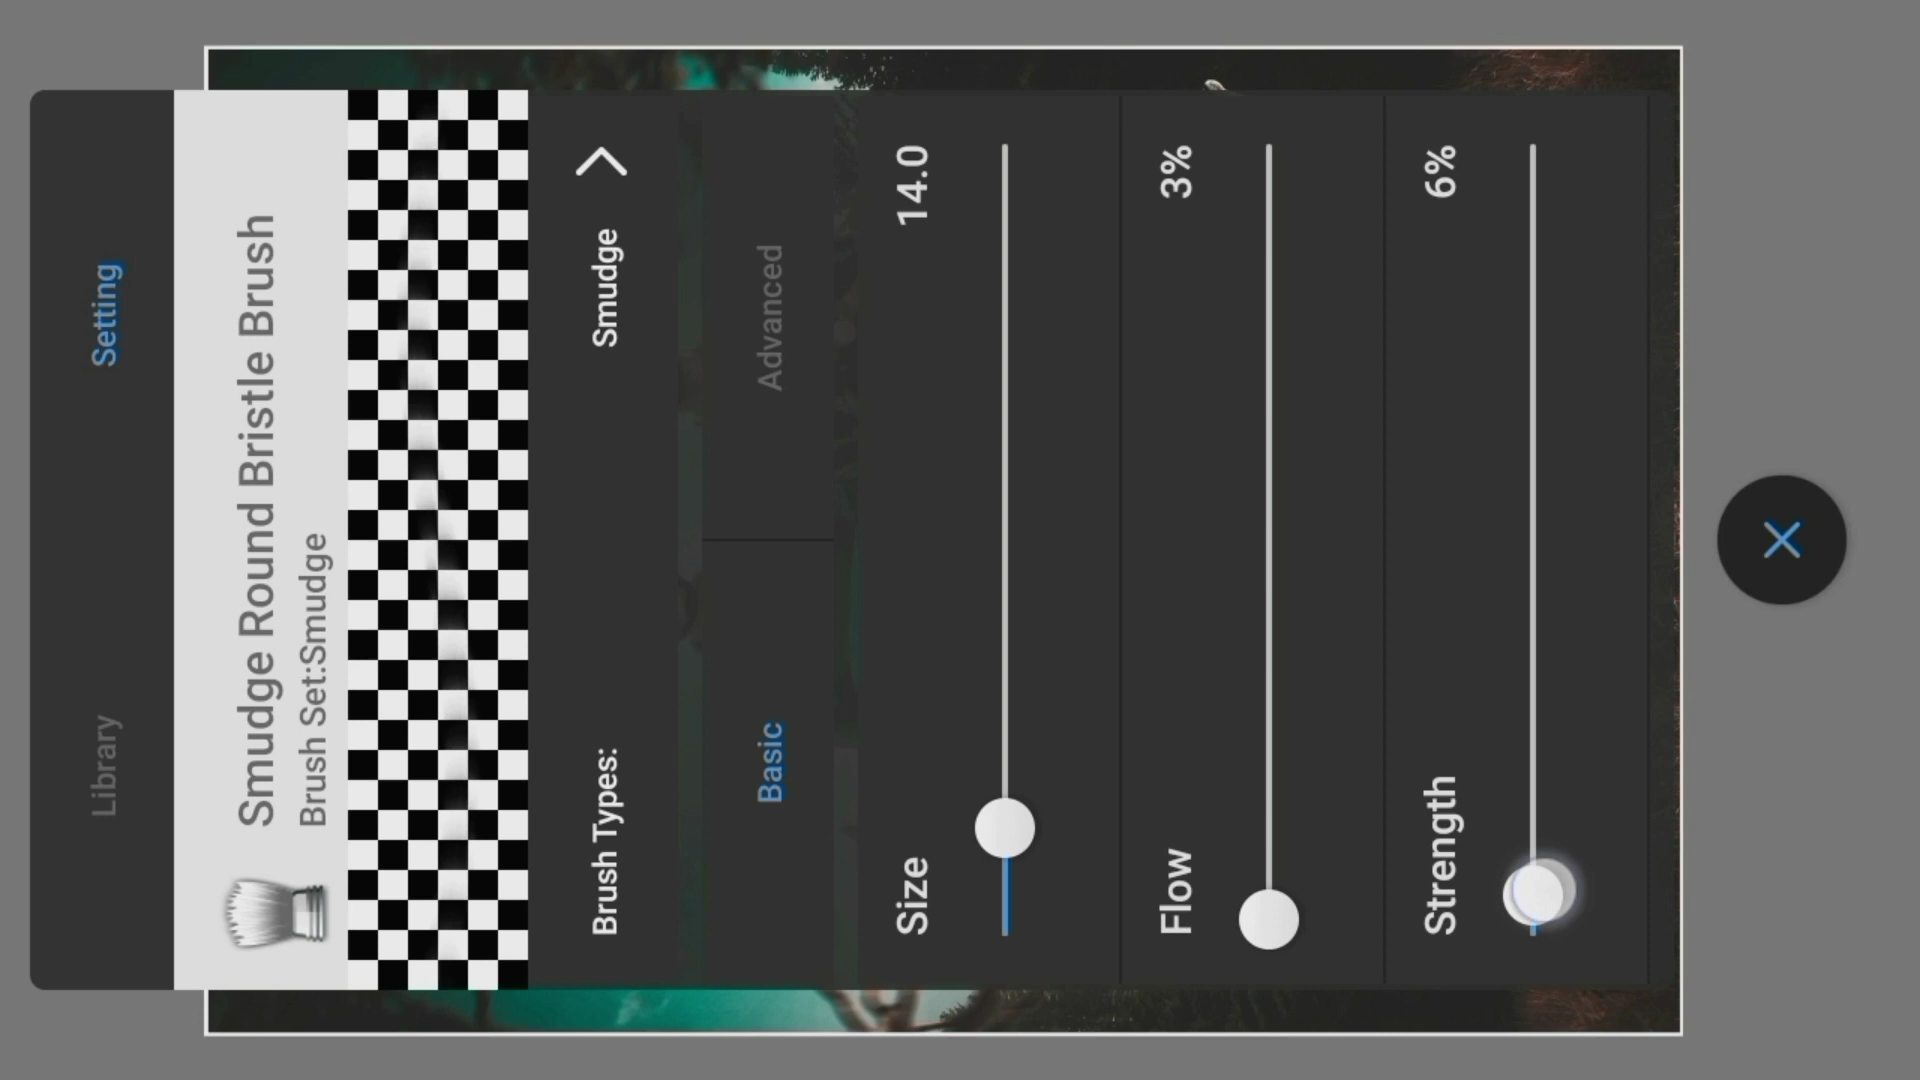 Library
Setting
Smudge Round Bristle Brush
Brush Set:Smudge
Brush Types:
Smudge
Basic
Advanced
Size
14.0
Flow
3%
Strength
6%